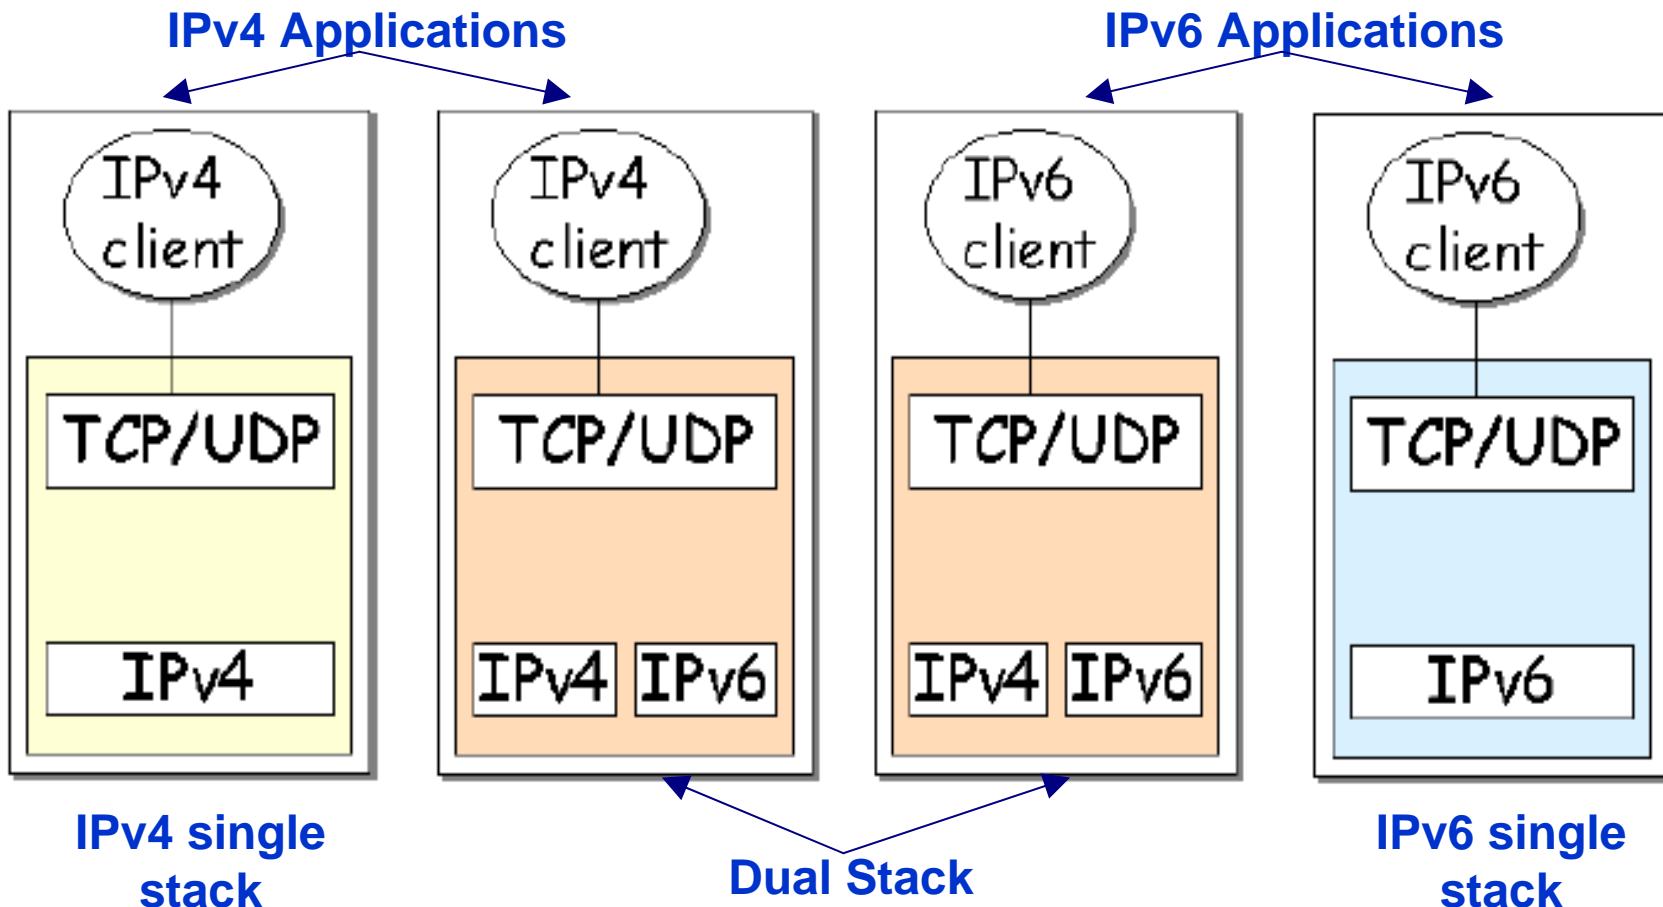 IPv4 Applications
IPv6 Applications
IPv4
client
TCP/UDP
IPv4
IPv4
client
TCP/UDP
IPv4 IPv6
IPv6
client
TCP/UDP
IPv4 IPv6
IPv6
client
TCP/UDP
IPv6
IPv4 single
stack
Dual Stack
IPv6 single
stack